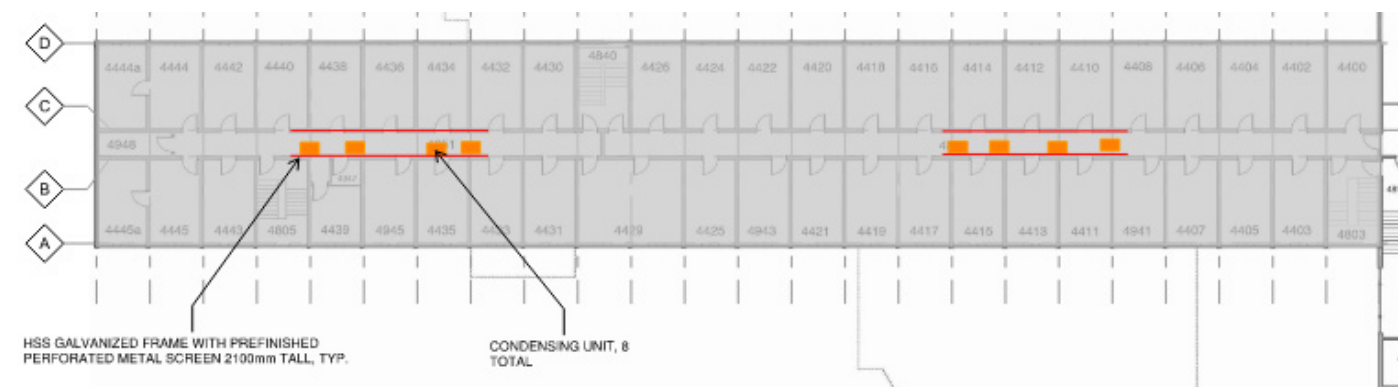 D
4840
4444a 4444 4442 4440 4438 4436 4434 4432 4430 4426 4424 4422 4420 4418 4416 4414 4412 4410 4408 4406 4404 4402 4400
C
4948
B
4445a 4445 4443 4805 4439 4945 4435 4433 4431 4429 4425 4943 4421 4419 4417 4415 4413 4411 4941 4407 4405 4403 4803
A
HSS GALVANIZED FRAME WITH PREFINISHED
PERFORATED METAL SCREEN 2100mm TALL, TYP.
CONDENSING UNIT, 8
TOTAL